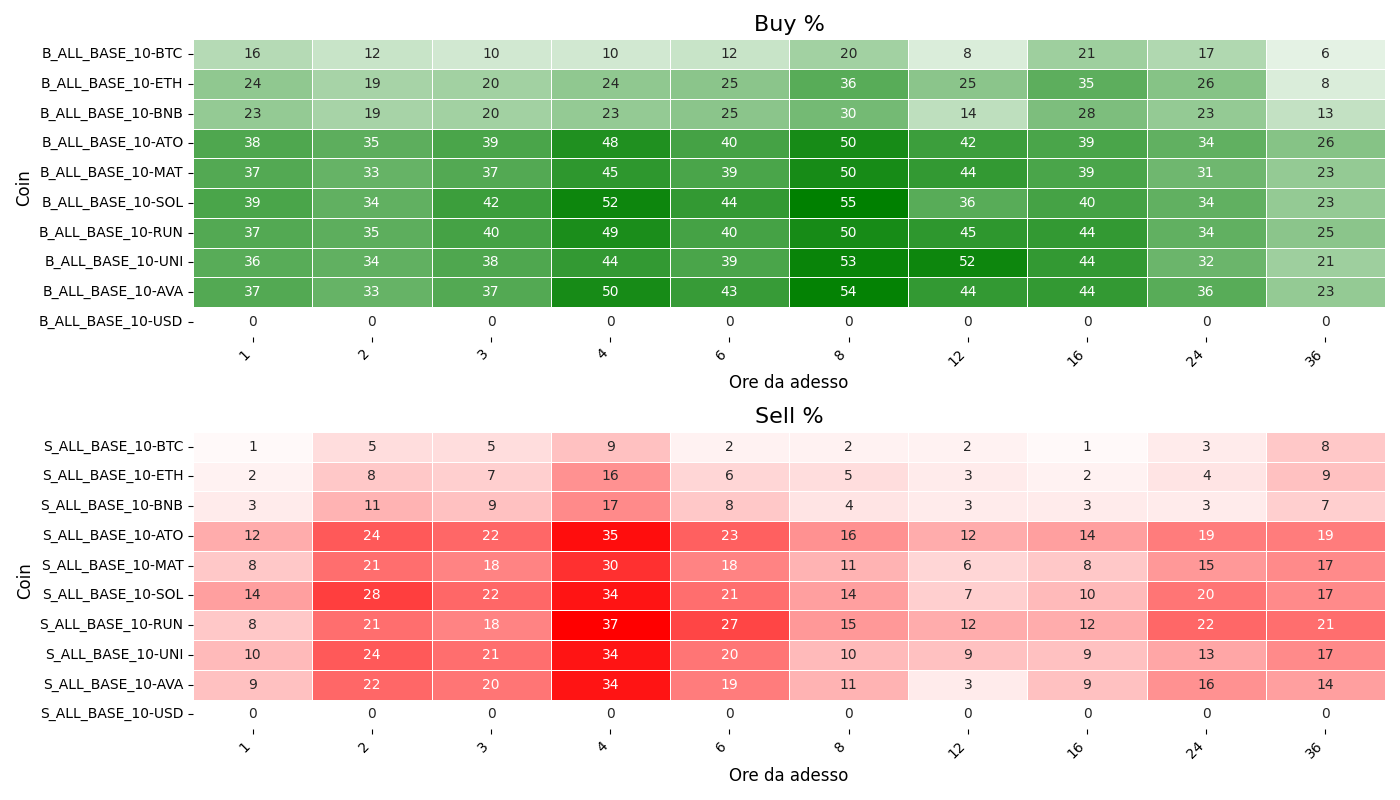 Buy %
Coin
B_ALL_BASE_10-BTC 16 12 10 10 12 20 8 21 17 6
B_ALL_BASE_10-ETH 24 19 20 24 25 36 25 35 26 8
B_ALL_BASE_10-BNB 23 19 20 23 25 30 14 28 23 13
B_ALL_BASE_10-ATO 38 35 39 48 40 50 42 39 34 26
B_ALL_BASE_10-MAT 37 33 37 45 39 50 44 39 31 23
B_ALL_BASE_10-SOL 39 34 42 52 44 55 36 40 34 23
B_ALL_BASE_10-RUN 37 35 40 49 40 50 45 44 34 25
B_ALL_BASE_10-UNI 36 34 38 44 39 53 52 44 32 21
B_ALL_BASE_10-AVA 37 33 37 50 43 54 44 44 36 23
B_ALL_BASE_10-USD 0 0 0 0 0 0 0 0 0 0
1 2 3 4 6 8 12 16 24 36
Ore da adesso
Sell %
Coin
S_ALL_BASE_10-BTC 1 5 5 9 2 2 2 1 3 8
S_ALL_BASE_10-ETH 2 8 7 16 6 5 3 2 4 9
S_ALL_BASE_10-BNB 3 11 9 17 8 4 3 3 3 7
S_ALL_BASE_10-ATO 12 24 22 35 23 16 12 14 19 19
S_ALL_BASE_10-MAT 8 21 18 30 18 11 6 8 15 17
S_ALL_BASE_10-SOL 14 28 22 34 21 14 7 10 20 17
S_ALL_BASE_10-RUN 8 21 18 37 27 15 12 12 22 21
S_ALL_BASE_10-UNI 10 24 21 34 20 10 9 9 13 17
S_ALL_BASE_10-AVA 9 22 20 34 19 11 3 9 16 14
S_ALL_BASE_10-USD 0 0 0 0 0 0 0 0 0 0
1 2 3 4 6 8 12 16 24 36
Ore da adesso